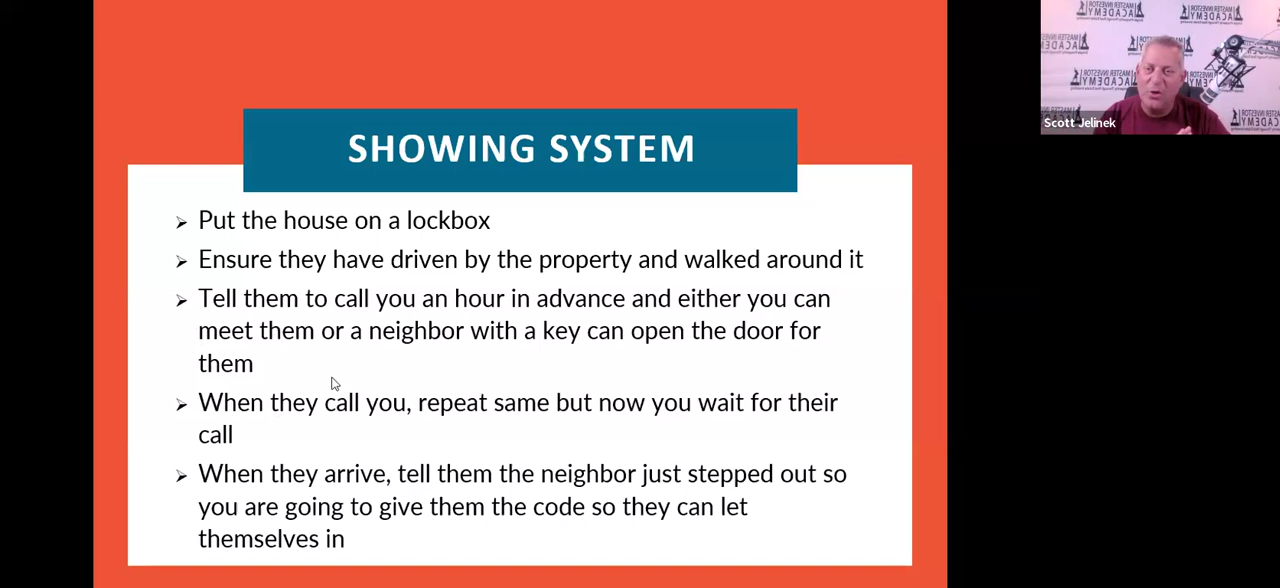 SHOWING SYSTEM
➢ Put the house on a lockbox
➢ Ensure they have driven by the property and walked around it
➢ Tell them to call you an hour in advance and either you can
meet them or a neighbor with a key can open the door for
them
➢ When they call you, repeat same but now you wait for their
call
➢ When they arrive, tell them the neighbor just stepped out so
you are going to give them the code so they can let
themselves in
MASTER INVESTOR
ACADEMY
Scott Jelinek